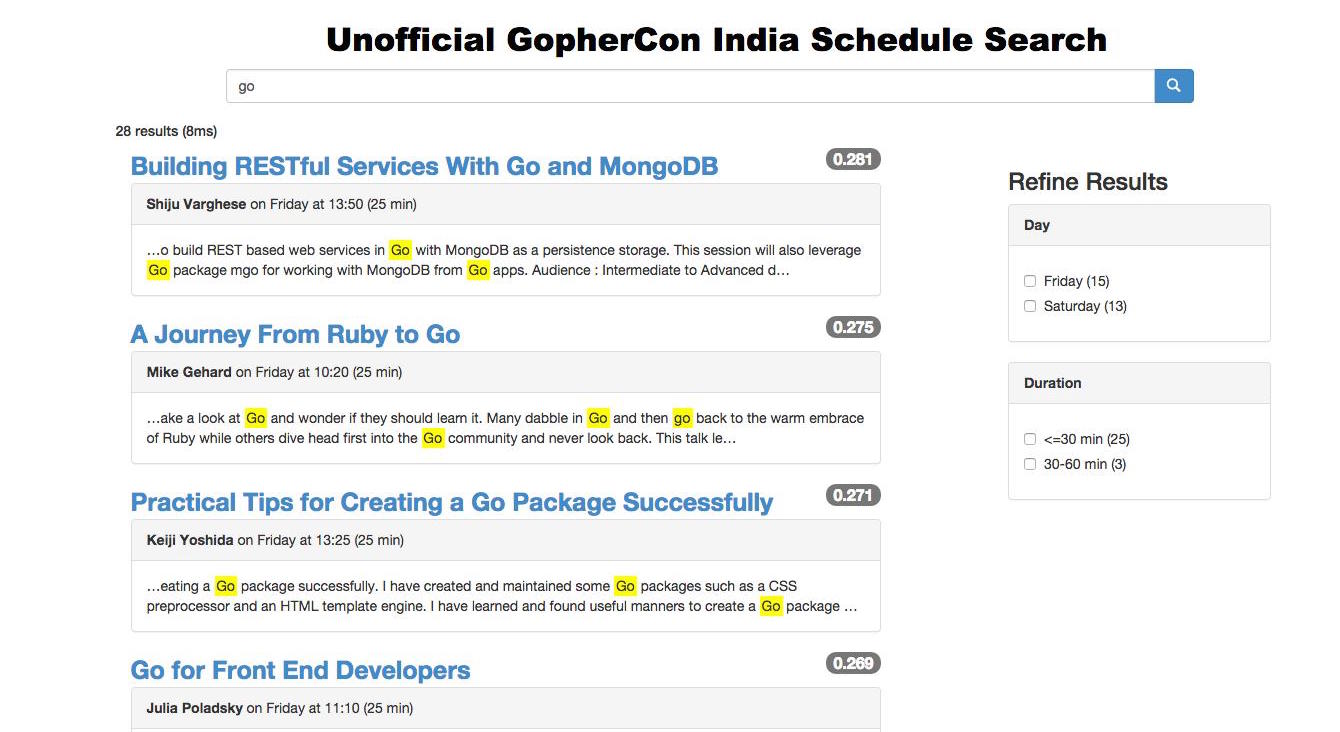 Unofficial GopherCon India Schedule Search
go
28 results (8ms)
Building RESTful Services With Go and MongoDB
0.281
Shiju Varghese on Friday at 13:50 (25 min)
…o build REST based web services in Go with MongoDB as a persistence storage. This session will also leverage
Go package mgo for working with MongoDB from Go apps. Audience : Intermediate to Advanced d…
A Journey From Ruby to Go
0.275
Mike Gehard on Friday at 10:20 (25 min)
…ake a look at Go and wonder if they should learn it. Many dabble in Go and then go back to the warm embrace
of Ruby while others dive head first into the Go community and never look back. This talk le…
Practical Tips for Creating a Go Package Successfully
0.271
Keiji Yoshida on Friday at 13:25 (25 min)
…eating a Go package successfully. I have created and maintained some Go packages such as a CSS
preprocessor and an HTML template engine. I have learned and found useful manners to create a Go package …
Go for Front End Developers
0.269
Julia Poladsky on Friday at 11:10 (25 min)
Refine Results
Day
Friday (15)
Saturday (13)
Duration
<=30 min (25)
30-60 min (3)